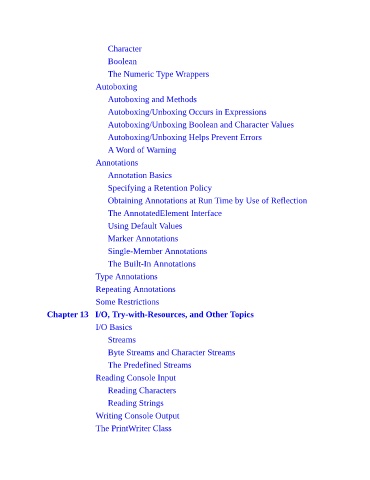 Character
Boolean
The Numeric Type Wrappers
Autoboxing
Autoboxing and Methods
Autoboxing/Unboxing Occurs in Expressions
Autoboxing/Unboxing Boolean and Character Values
Autoboxing/Unboxing Helps Prevent Errors
A Word of Warning
Annotations
Annotation Basics
Specifying a Retention Policy
Obtaining Annotations at Run Time by Use of Reflection
The AnnotatedElement Interface
Using Default Values
Marker Annotations
Single-Member Annotations
The Built-In Annotations
Type Annotations
Repeating Annotations
Some Restrictions
Chapter 13 I/O, Try-with-Resources, and Other Topics
I/O Basics
Streams
Byte Streams and Character Streams
The Predefined Streams
Reading Console Input
Reading Characters
Reading Strings
Writing Console Output
The PrintWriter Class